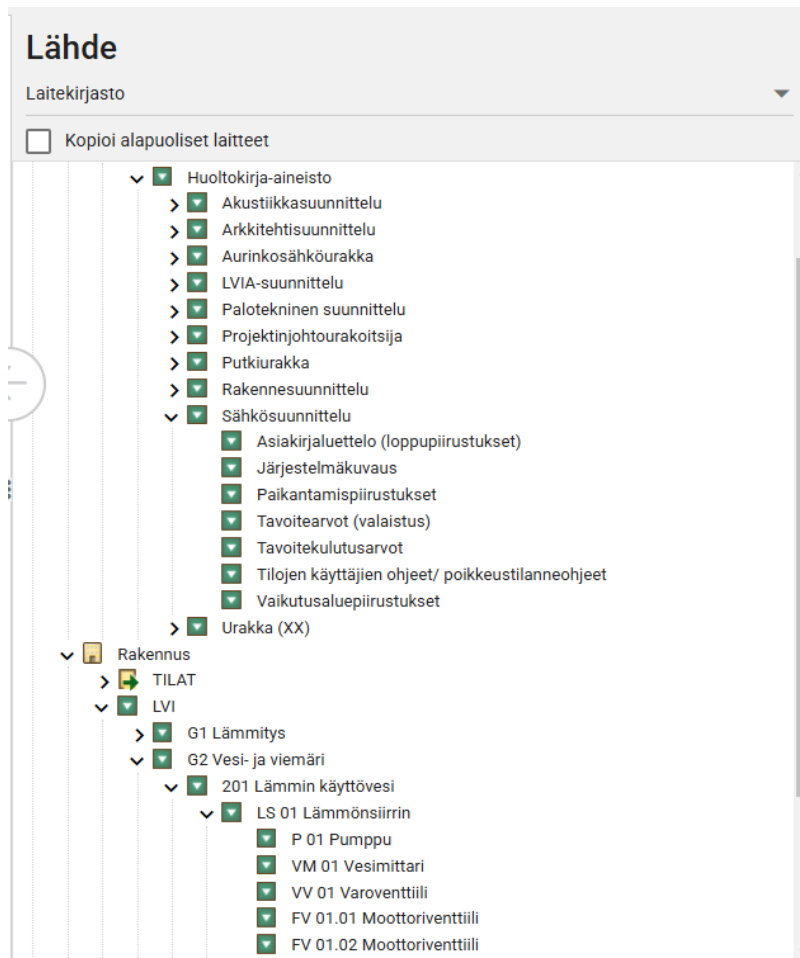 Lähde
Laitekirjasto
Kopioi alapuoliset laitteet
Huoltokirja-aineisto
Akustiikkasuunnittelu
Arkkitehtisuunnittelu
Aurinkosähköurakka
LVIA-suunnittelu
Palotekninen suunnittelu
Projektinjohtourakoitsija
Putkiurakka
Rakennesuunnittelu
Sähkösuunnittelu
Asiakirjaluettelo (loppupiirustukset)
Järjestelmäkuvaus
Paikantamispiirustukset
Tavoitearvot (valaistus)
Tavoitekulutusarvot
Tilojen käyttäjien ohjeet/ poikkeustilanneohjeet
Vaikutusaluepiirustukset
Urakka (XX)
Rakennus
TILAT
LVI
G1 Lämmitys
G2 Vesi- ja viemäri
201 Lämmin käyttövesi
LS 01 Lämmönsiirrin
P 01 Pumppu
VM 01 Vesimittari
VV 01 Varoventtiili
FV 01.01 Moottoriventtiili
FV 01.02 Moottoriventtiili